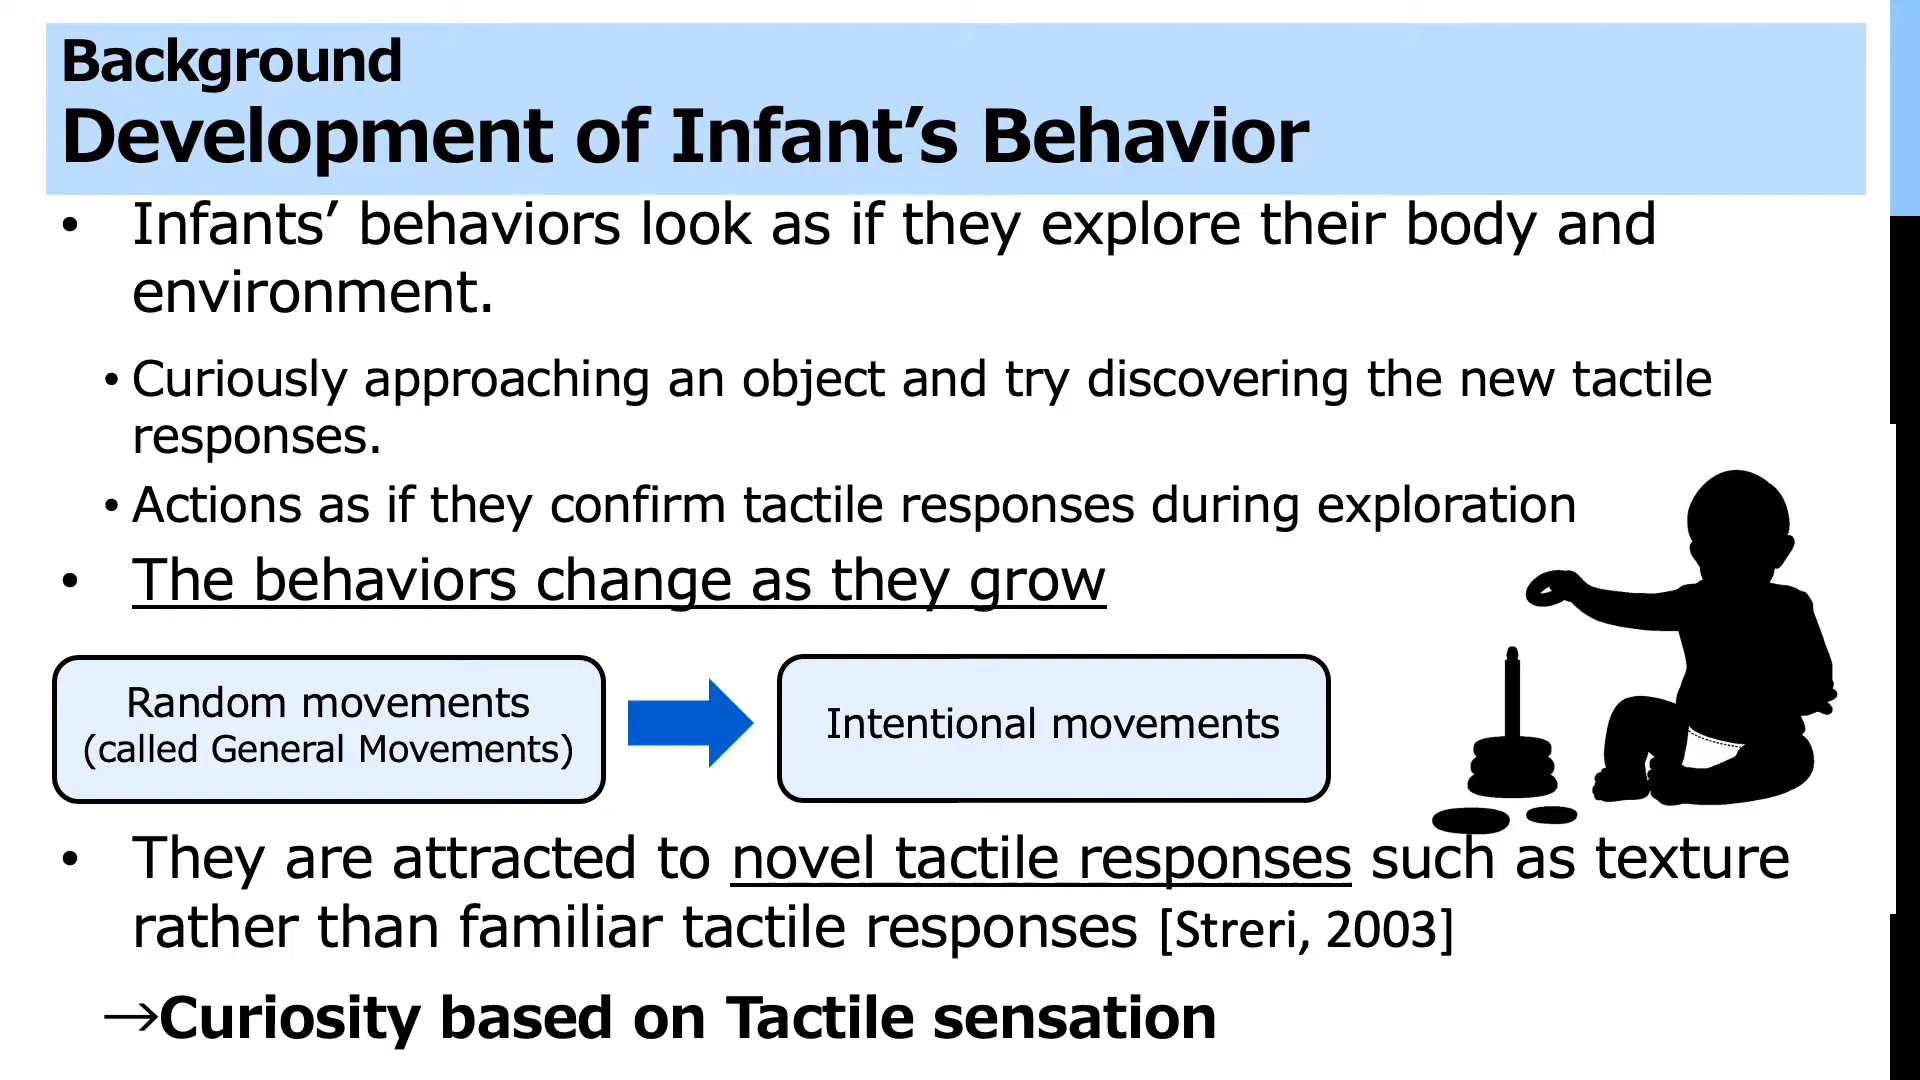 Background
Development of Infant’s Behavior
• Infants’ behaviors look as if they explore their body and
environment.
• Curiously approaching an object and try discovering the new tactile
responses.
• Actions as if they confirm tactile responses during exploration
• The behaviors change as they grow
Random movements
(called General Movements)
Intentional movements
• They are attracted to novel tactile responses such as texture
rather than familiar tactile responses [Streri, 2003]
→Curiosity based on Tactile sensation